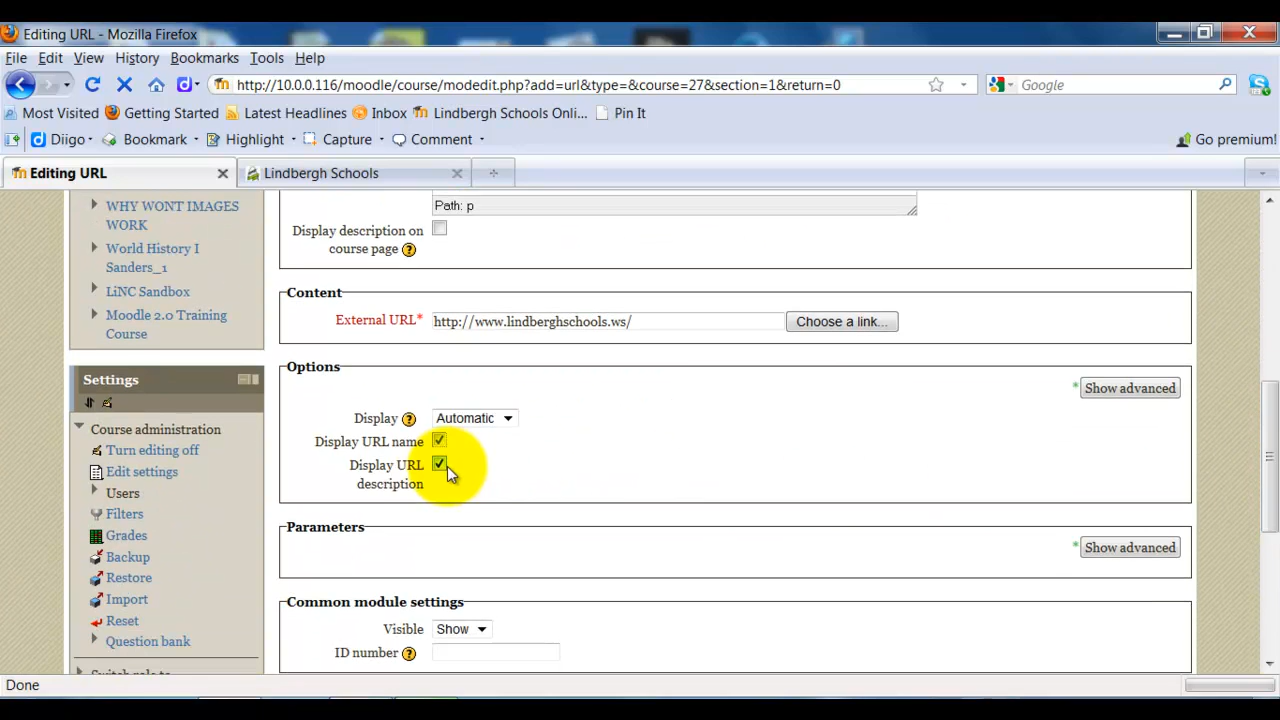 Editing URL - Mozilla Firefox
File Edit View History Bookmarks Tools Help
http://10.0.0.116/moodle/course/modedit.php?add=url&type=&course=27&section=1&return=0
Google
Most Visited Getting Started Latest Headlines Inbox Lindbergh Schools Onli... Pin It
Diigo Bookmark Highlight Capture Comment Go premium!
Editing URL
Lindbergh Schools
WHY WONT IMAGES
WORK
World History I
Sanders_1
LiNC Sandbox
Moodle 2.0 Training
Course
Settings
Course administration
Turn editing off
Edit settings
Users
Filters
Grades
Backup
Restore
Import
Reset
Question bank
Path: p
Display description on
course page
Content
External URL*
http://www.lindberghschools.ws/
Choose a link...
Options
* Show advanced
Display Automatic
Display URL name
Display URL
description
Parameters
* Show advanced
Common module settings
Visible Show
ID number
Done